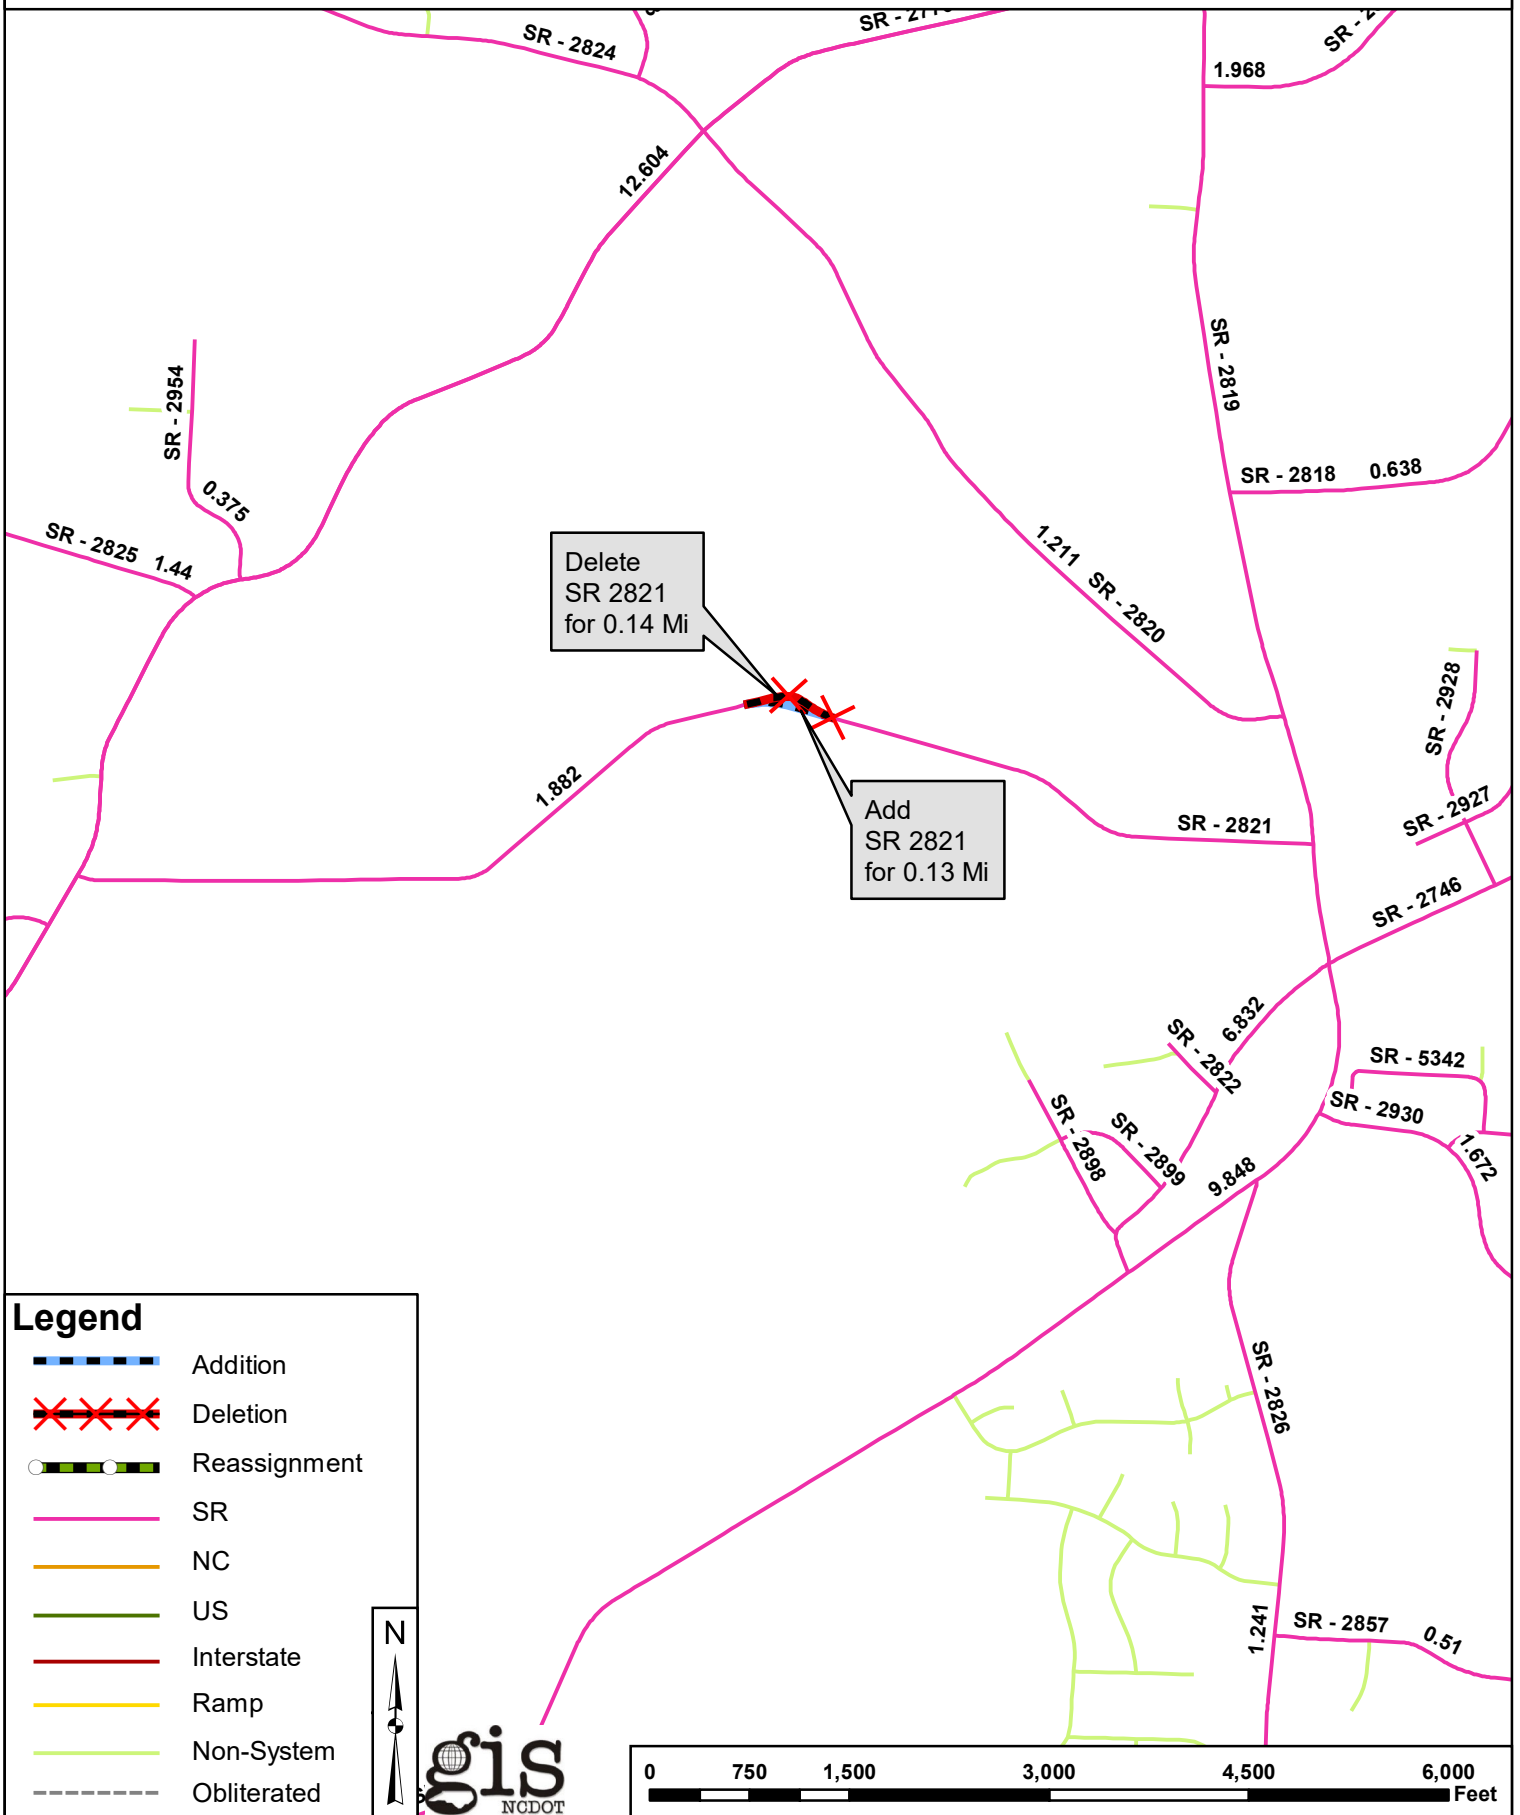 SR - 2824
1.968
12.604
SR - 2819
SR - 2954
0.375
SR - 2818 0.638
SR - 2825 1.44
Delete
SR 2821
for 0.14 Mi
1.211 SR - 2820
SR - 2928
1.882
Add
SR 2821
for 0.13 Mi
SR - 2821
SR - 2927
SR - 2746
6.832
SR - 2822
SR - 5342
SR - 2930
SR - 2898
SR - 2899
1.672
9.848
SR - 2826
1.241
SR - 2857 0.51
Legend
Addition
Deletion
Reassignment
SR
NC
US
Interstate
Ramp
Non-System
Obliterated
N
gis
NCDOT
0 750 1,500 3,000 4,500 6,000
Feet